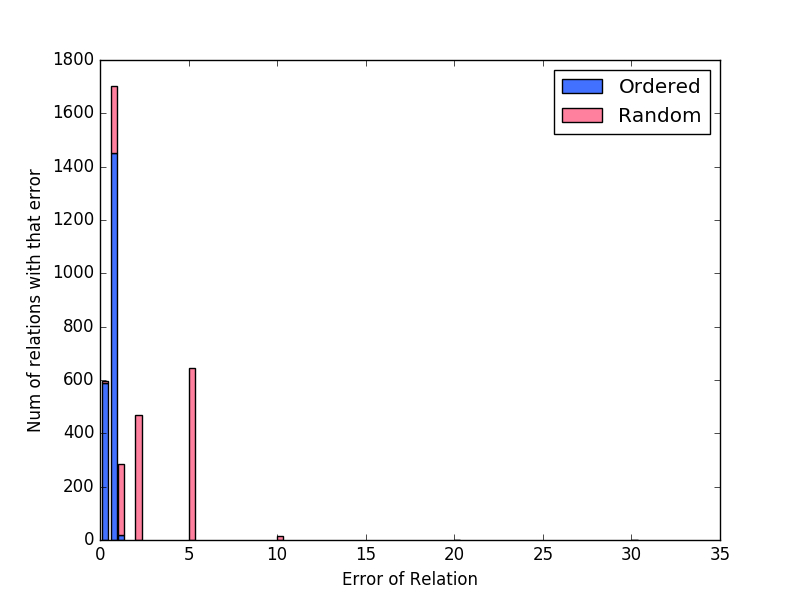 Ordered
Random
Num of relations with that error
1800
1600
1400
1200
1000
800
600
400
200
0
0 5 10 15 20 25 30 35
Error of Relation